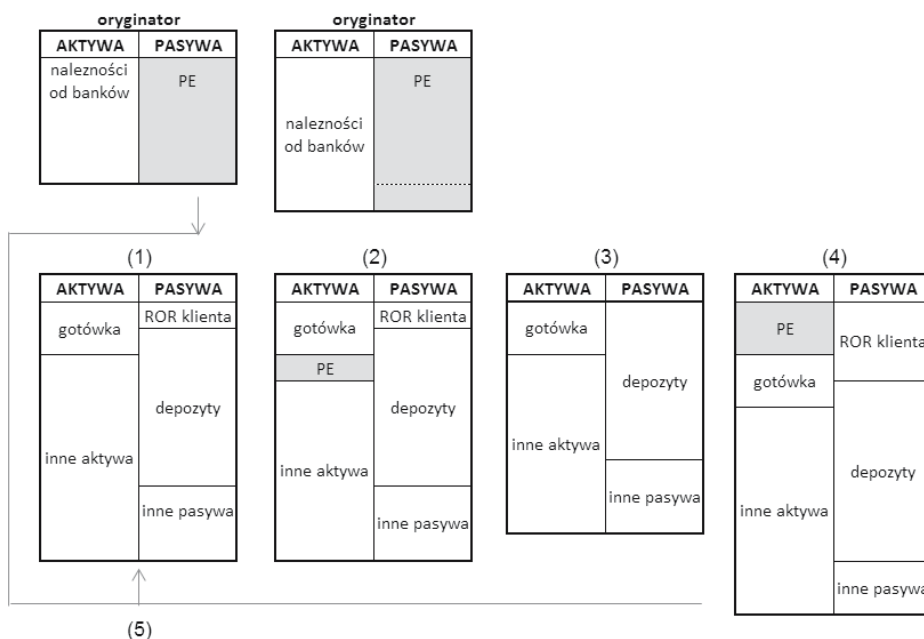 oryginator
AKTYWA PASYWA
nalezności
od banków
PE
oryginator
AKTYWA PASYWA
PE
nalezności
od banków
(1)
AKTYWA PASYWA
gotówka
ROR klienta
depozyty
inne aktywa
inne pasywa
(2)
AKTYWA PASYWA
gotówka
ROR klienta
PE
depozyty
inne aktywa
inne pasywa
(3)
AKTYWA PASYWA
gotówka
depozyty
inne aktywa
inne pasywa
(4)
AKTYWA PASYWA
PE
ROR klienta
gotówka
depozyty
inne aktywa
inne pasywa
(5)